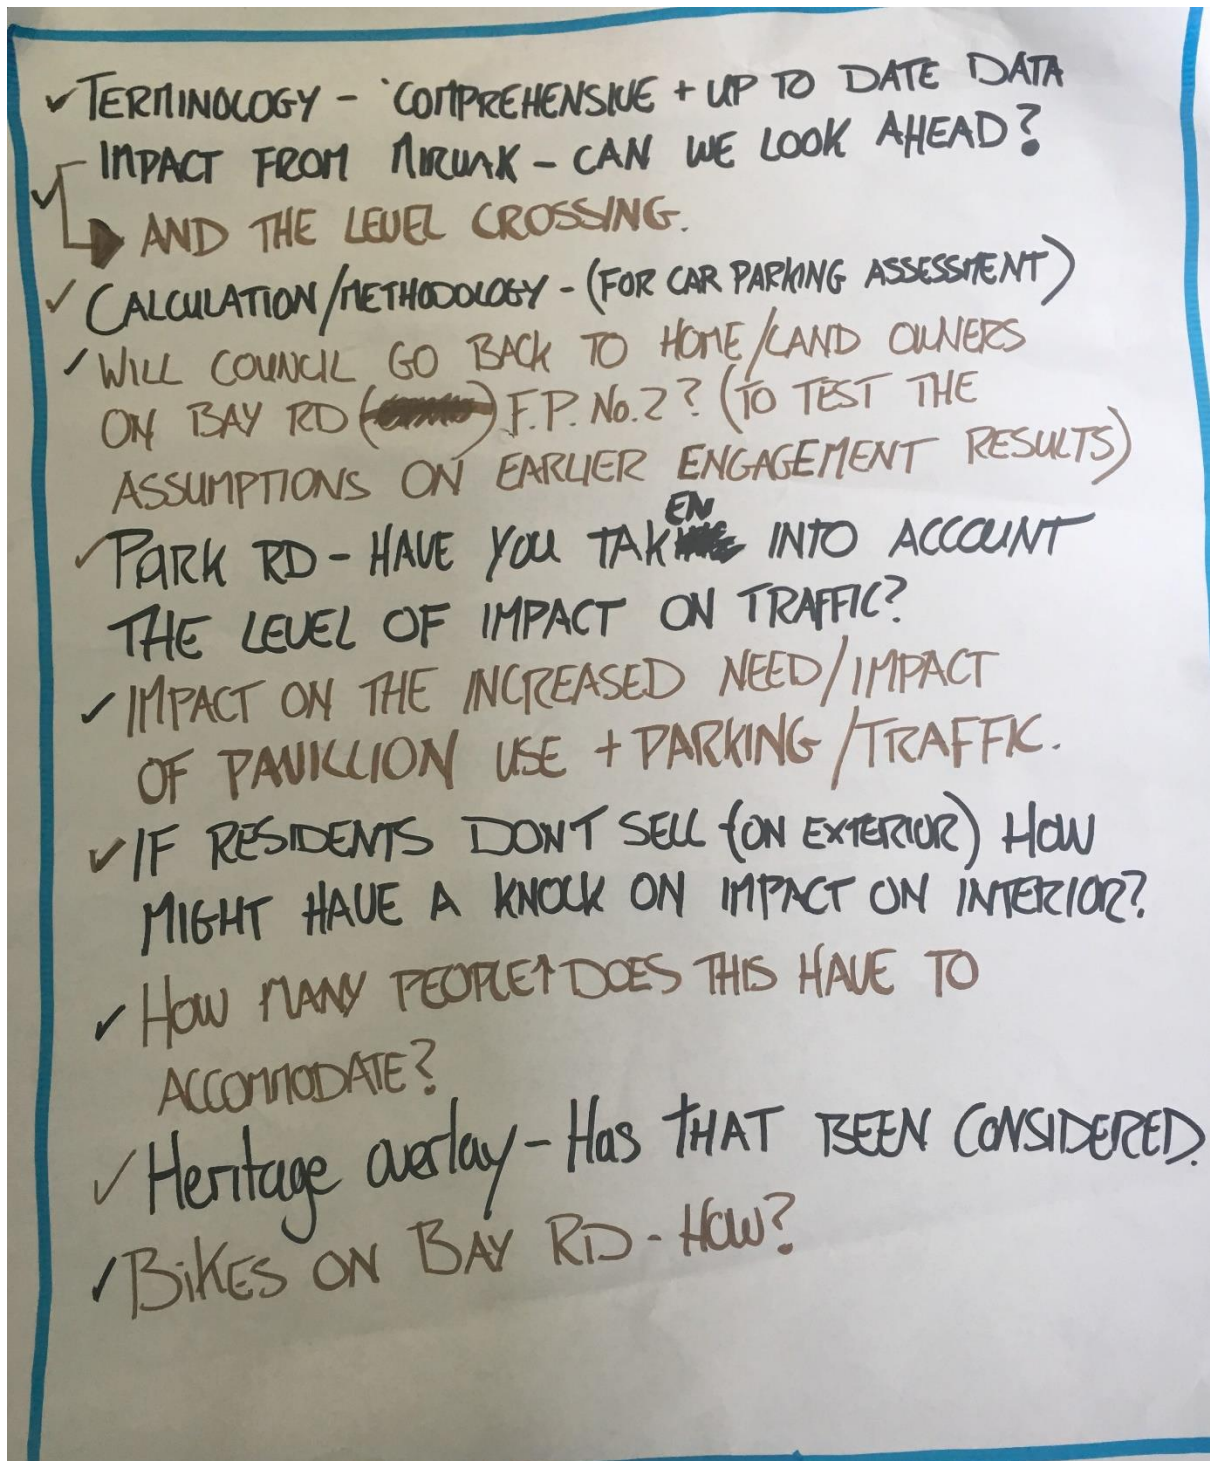 ✓ TERMINOLOGY - COMPREHENSIVE + UP TO DATE DATA
IMPACT FROM MIRVAK - CAN WE LOOK AHEAD?
✓ AND THE LEVEL CROSSING.
✓ CALCULATION/METHODOLOGY - (FOR CAR PARKING ASSESSMENT)
✓ WILL COUNCIL GO BACK TO HOME/LAND OWNERS
ON BAY RD ( ) F.P. No.2? (TO TEST THE
ASSUMPTIONS ON EARLIER ENGAGEMENT RESULTS)
✓ PARK RD - HAVE YOU TAKEN INTO ACCOUNT
THE LEVEL OF IMPACT ON TRAFFIC?
✓ IMPACT ON THE INCREASED NEED/IMPACT
OF PAVILLION USE + PARKING/TRAFFIC.
✓ IF RESIDENTS DONT SELL (ON EXTERIOR) HOW
MIGHT HAVE A KNOCK ON IMPACT ON INTERIOR?
✓ HOW MANY PEOPLE↑ DOES THIS HAVE TO
ACCOMMODATE?
✓ Heritage overlay - Has THAT BEEN CONSIDERED.
✓ BiKES ON BAY RD - HOW?